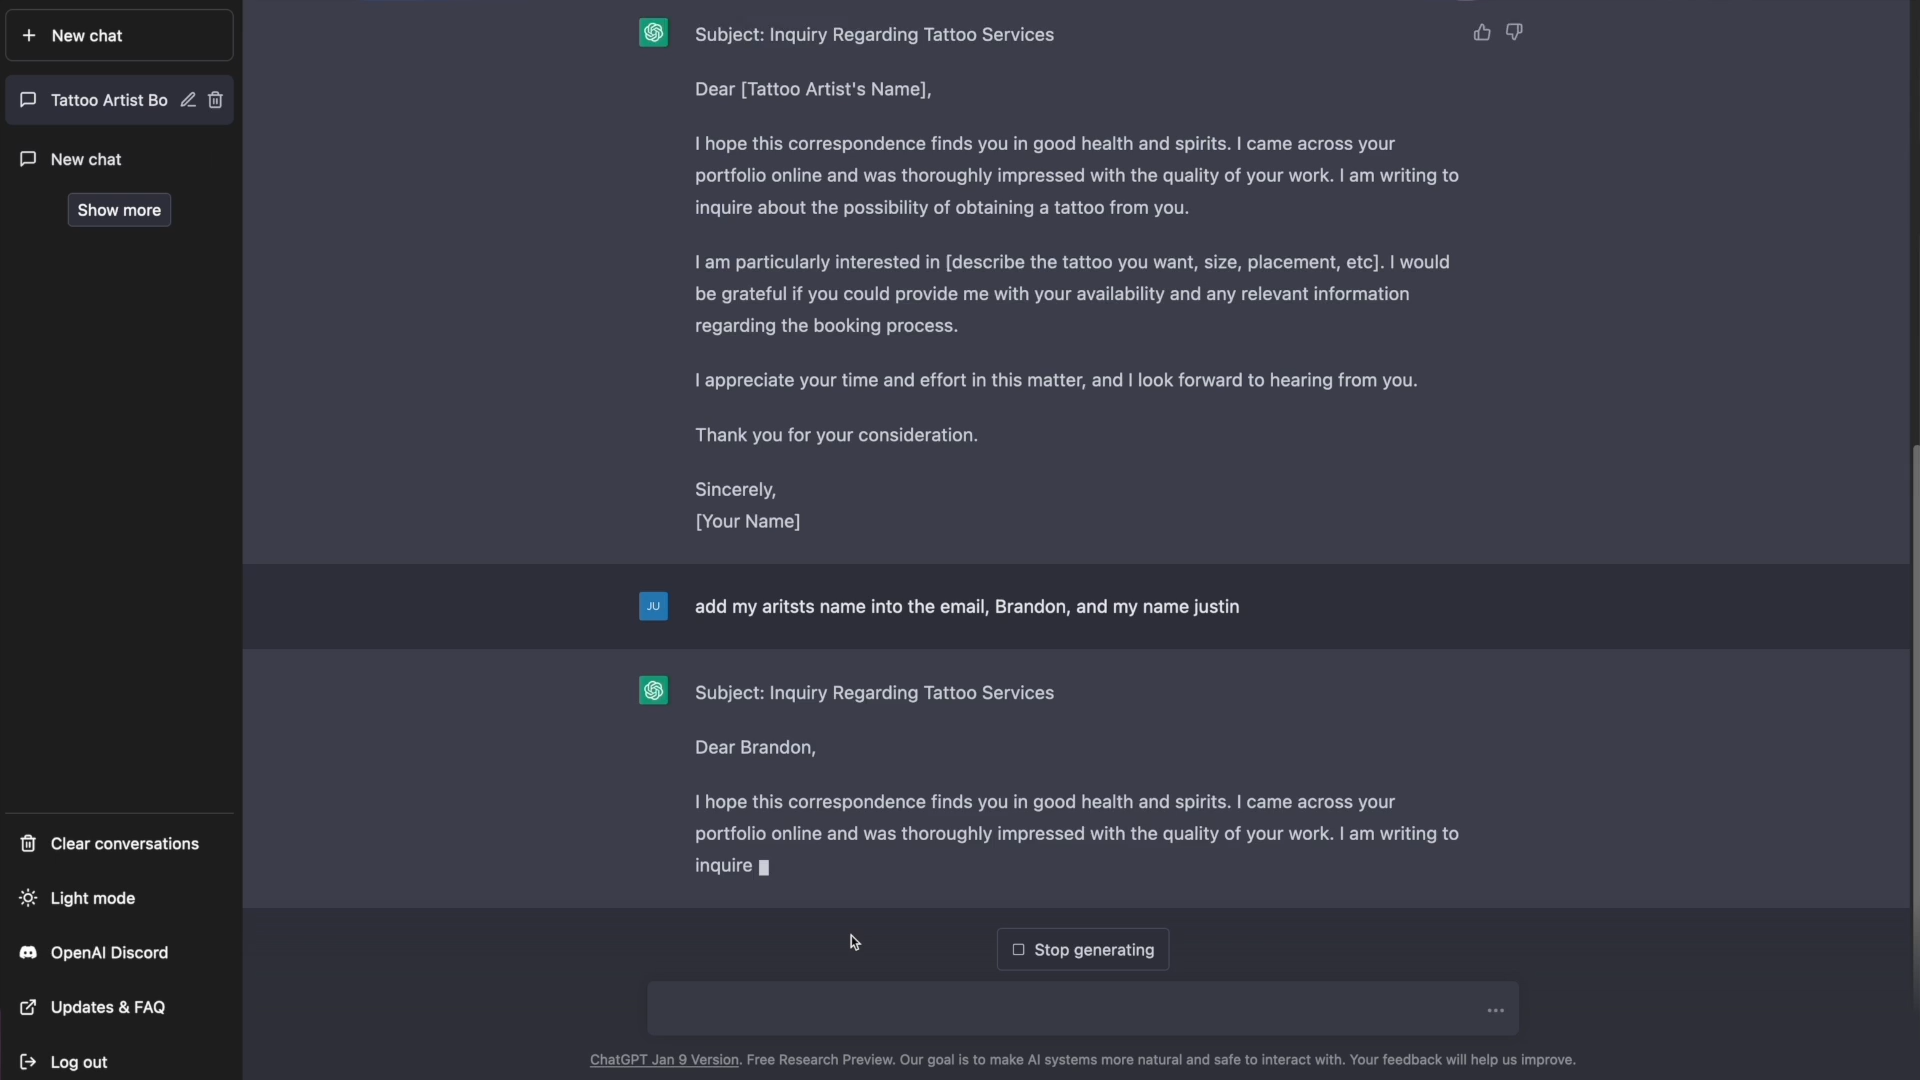 New chat
Tattoo Artist Bo
New chat
Show more
Clear conversations
Light mode
OpenAI Discord
Updates & FAQ
Log out
Subject: Inquiry Regarding Tattoo Services
Dear [Tattoo Artist's Name],
I hope this correspondence finds you in good health and spirits. I came across your
portfolio online and was thoroughly impressed with the quality of your work. I am writing to
inquire about the possibility of obtaining a tattoo from you.
I am particularly interested in [describe the tattoo you want, size, placement, etc]. I would
be grateful if you could provide me with your availability and any relevant information
regarding the booking process.
I appreciate your time and effort in this matter, and I look forward to hearing from you.
Thank you for your consideration.
Sincerely,
[Your Name]
JU
add my aritsts name into the email, Brandon, and my name justin
Subject: Inquiry Regarding Tattoo Services
Dear Brandon,
I hope this correspondence finds you in good health and spirits. I came across your
portfolio online and was thoroughly impressed with the quality of your work. I am writing to
inquire
Stop generating
ChatGPT Jan 9 Version. Free Research Preview. Our goal is to make AI systems more natural and safe to interact with. Your feedback will help us improve.